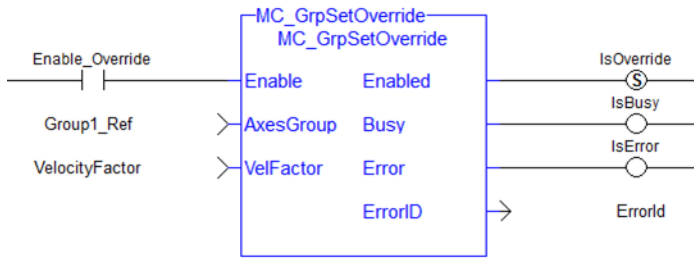 MC_GrpSetOverride
MC_GrpSetOverride
Enable_Override
Enable Enabled
IsOverride
S
Group1_Ref
AxesGroup Busy
IsBusy
VelocityFactor
VelFactor Error
IsError
ErrorID
ErrorId